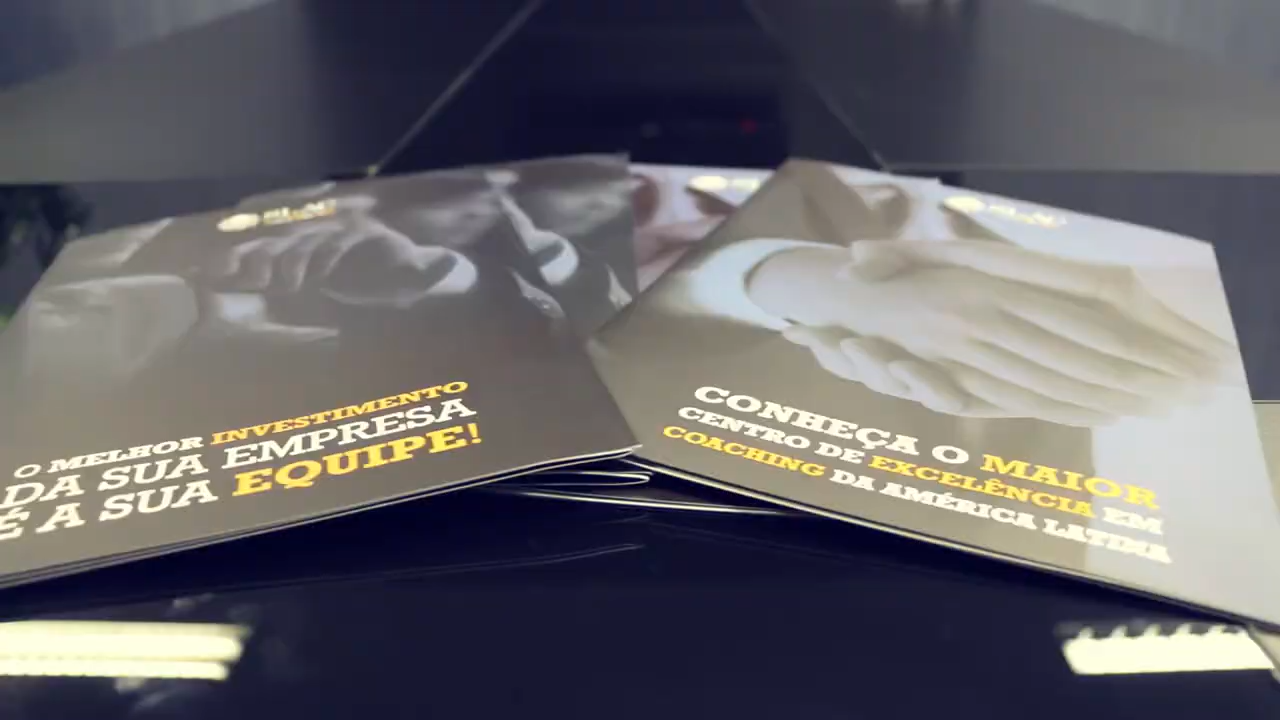 O MELHOR INVESTIMENTO
DA SUA EMPRESA
É A SUA EQUIPE!
CONHEÇA O MAIOR
CENTRO DE EXCELÊNCIA EM
COACHING DA AMÉRICA LATINA